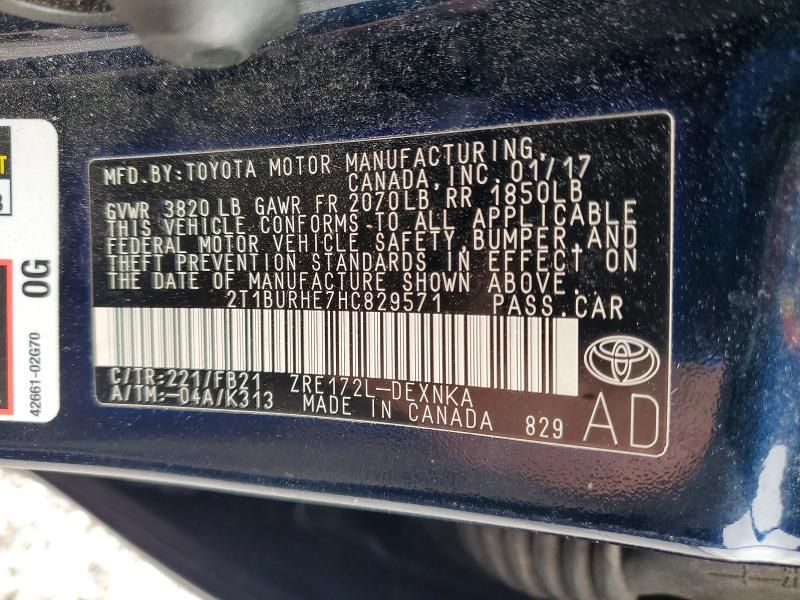 MFD.BY:TOYOTA MOTOR MANUFACTURING,
CANADA, INC. 01/17
GVWR 3820 LB GAWR FR 2070LB RR 1850LB
THIS VEHICLE CONFORMS TO ALL APPLICABLE
FEDERAL MOTOR VEHICLE SAFETY,BUMPER,AND
THEFT PREVENTION STANDARDS IN EFFECT ON
THE DATE OF MANUFACTURE SHOWN ABOVE.
2T1BURHE7HC829571 PASS.CAR
C/TR:221/FB21 ZRE172L-DEXNKA
A/TM:-04A/K313 MADE IN CANADA 829
AD
OG
42661-02G70